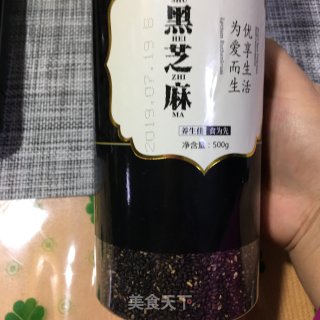 黑芝麻
HEI
ZHI
MA
优享生活
为爱而生
2019.07.19 B
养生佳品 食为先
净含量：500g
美食天下